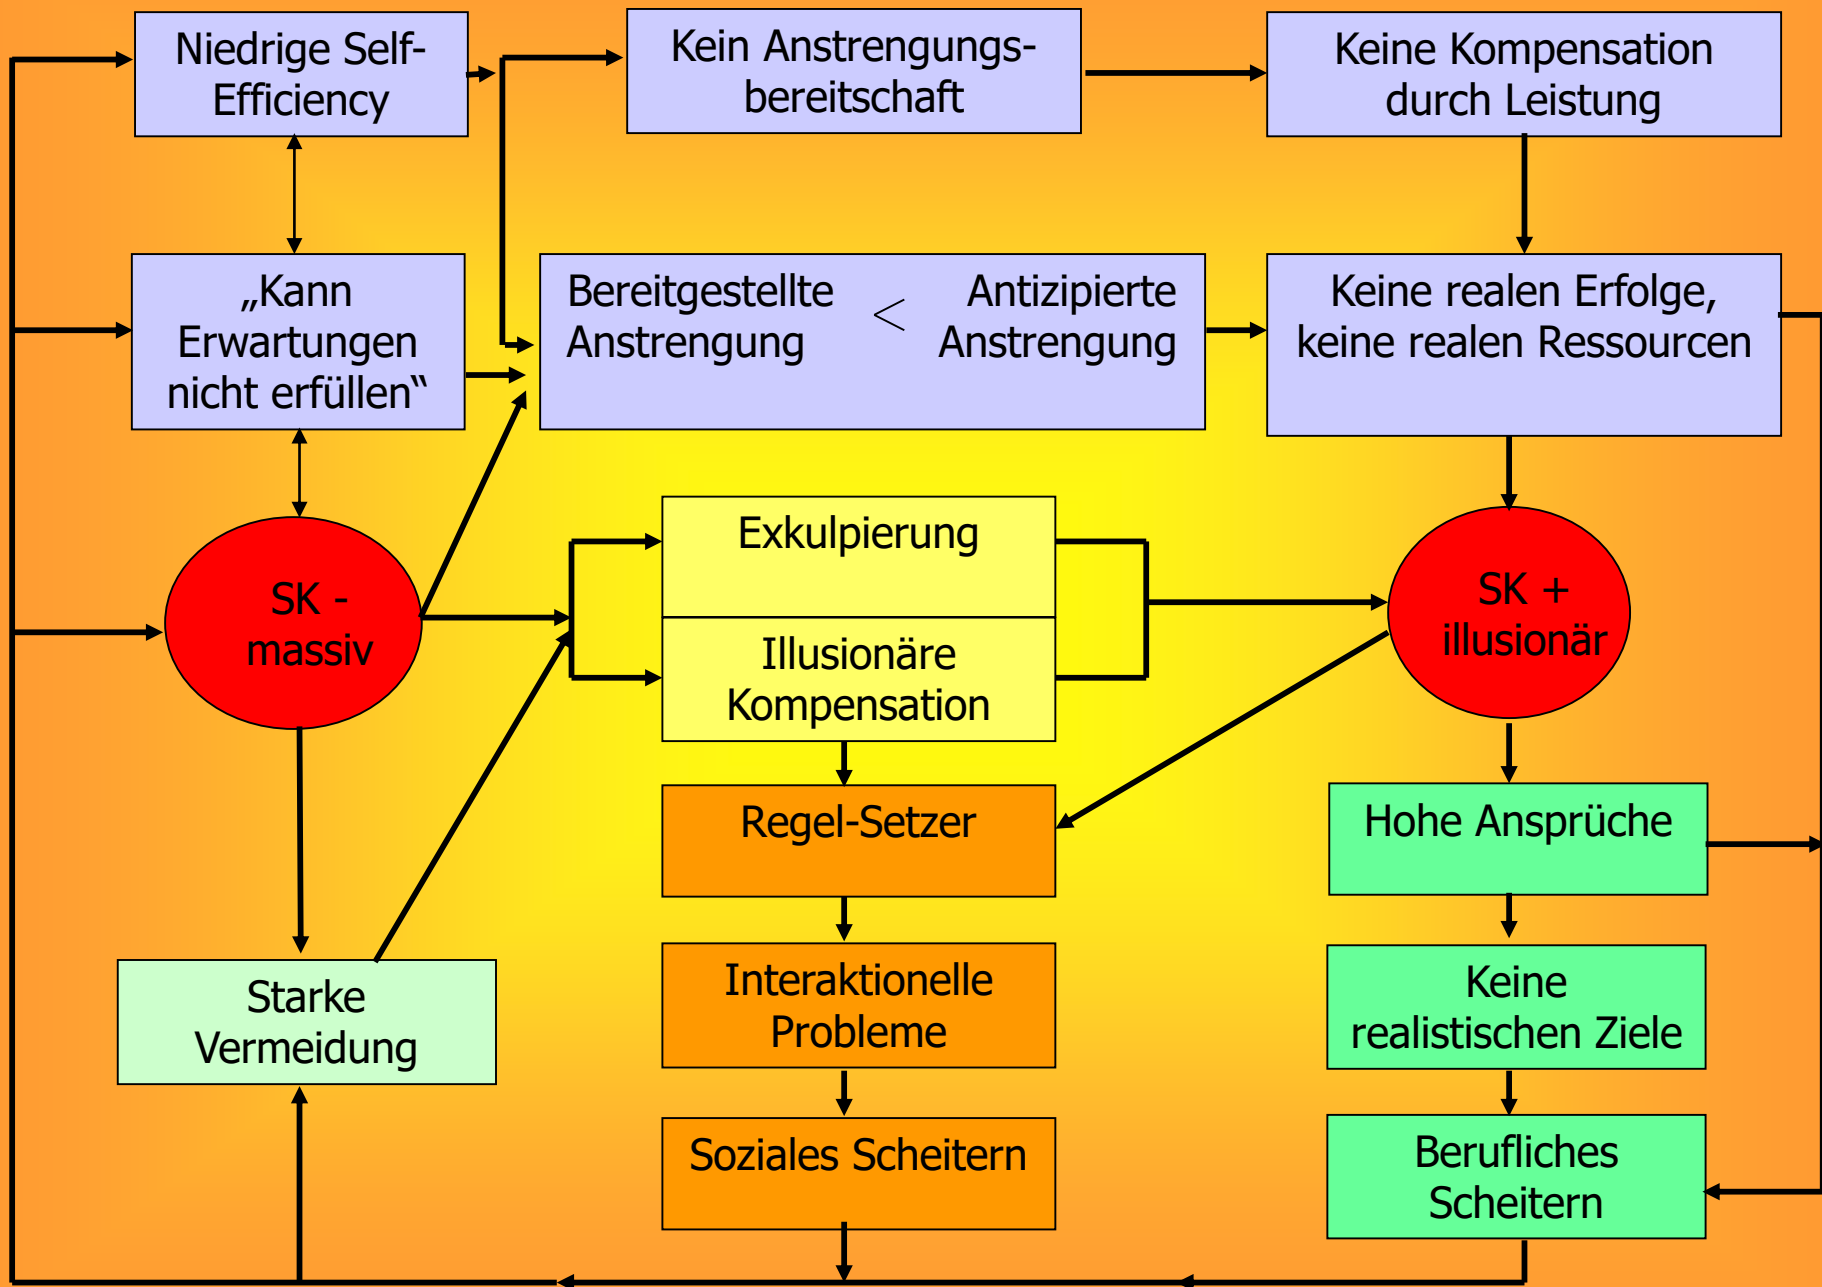 Niedrige Self-
Efficiency
Kein Anstrengungs-
bereitschaft
Keine Kompensation
durch Leistung
„Kann
Erwartungen
nicht erfüllen“
Bereitgestellte < Antizipierte
Anstrengung Anstrengung
Keine realen Erfolge,
keine realen Ressourcen
SK -
massiv
Exkulpierung
Illusionäre
Kompensation
SK +
illusionär
Regel-Setzer
Hohe Ansprüche
Starke
Vermeidung
Interaktionelle
Probleme
Keine
realistischen Ziele
Soziales Scheitern
Berufliches
Scheitern